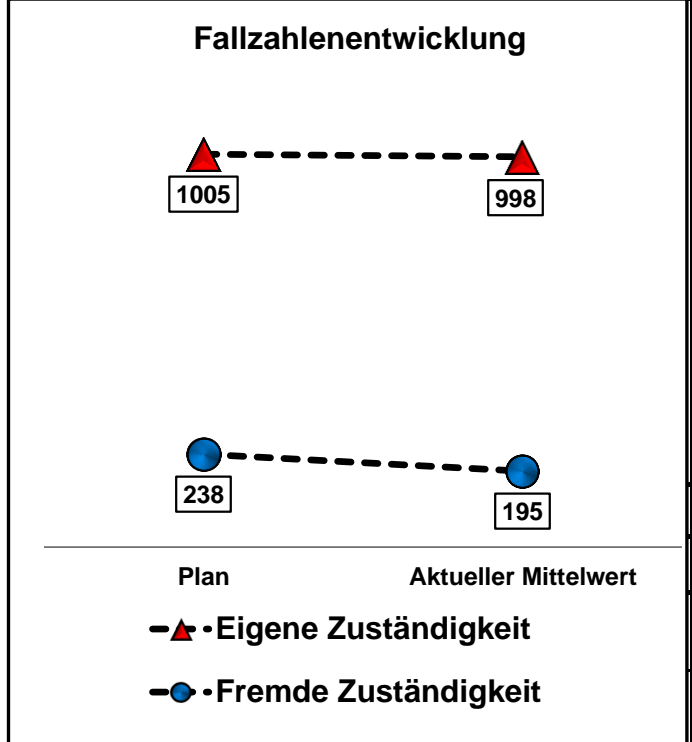 Fallzahlenentwicklung
1005
998
238
195
Plan Aktueller Mittelwert
Eigene Zuständigkeit
Fremde Zuständigkeit